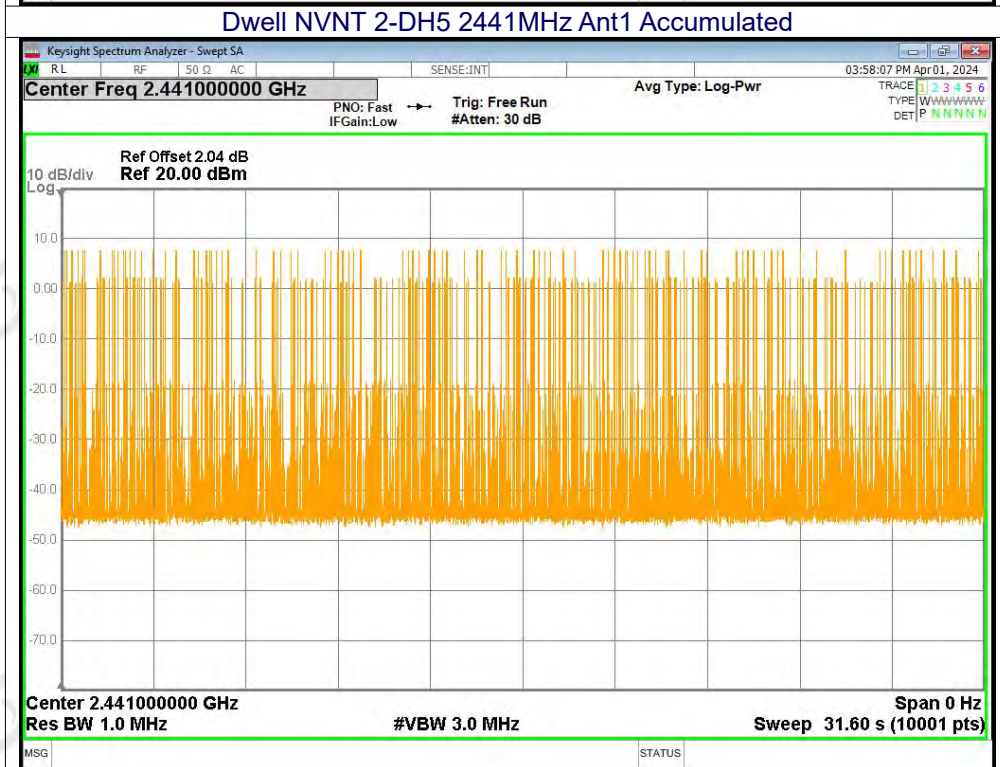 Dwell NVNT 2-DH5 2441MHz Ant1 Accumulated
Keysight Spectrum Analyzer - Swept SA
LXI RL RF 50 Ω AC SENSE:INT 03:58:07 PM Apr 01, 2024
Center Freq 2.441000000 GHz Avg Type: Log-Pwr TRACE 1 2 3 4 5 6
PNO: Fast Trig: Free Run TYPE WWWWWWW
IFGain:Low #Atten: 30 dB DET P N N N N N
Ref Offset 2.04 dB
10 dB/div Ref 20.00 dBm
Log
10.0
0.00
-10.0
-20.0
-30.0
-40.0
-50.0
-60.0
-70.0
Center 2.441000000 GHz Span 0 Hz
Res BW 1.0 MHz #VBW 3.0 MHz Sweep 31.60 s (10001 pts)
MSG STATUS